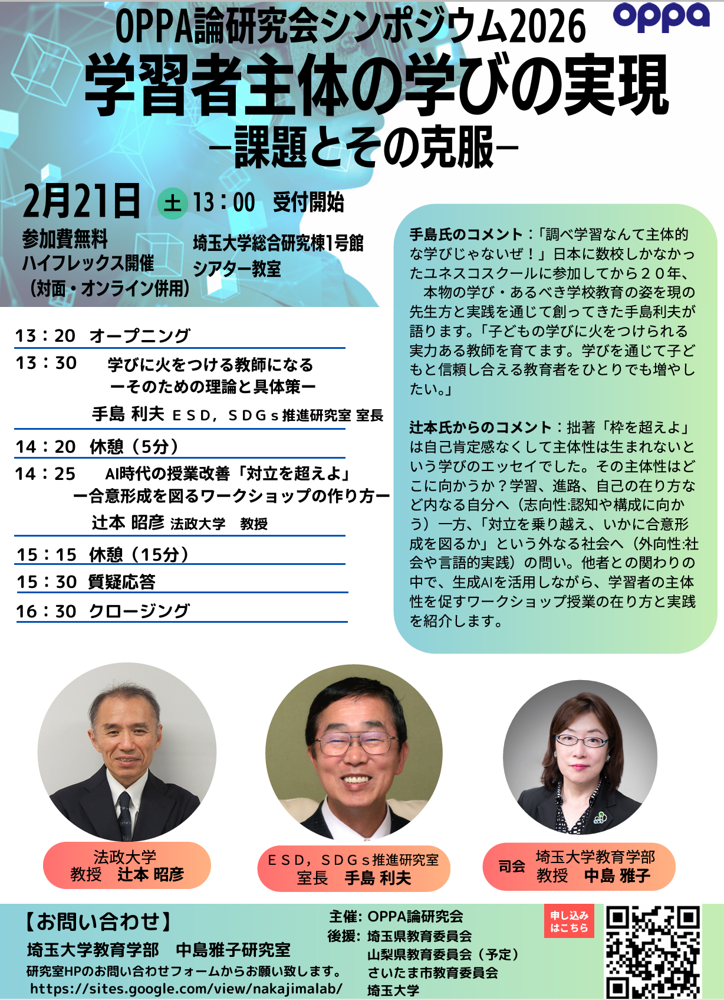 OPPA論研究会シンポジウム2026
oppa
学習者主体の学びの実現
－課題とその克服－
2月21日 土 13：00 受付開始
参加費無料
ハイフレックス開催
（対面・オンライン併用）
埼玉大学総合研究棟1号館
シアター教室
13：20 オープニング
13：30 学びに火をつける教師になる
ーそのための理論と具体策ー
手島 利夫 ＥＳＤ，ＳＤＧｓ推進研究室 室長
14：20 休憩（5分）
14：25 AI時代の授業改善「対立を超えよ」
ー合意形成を図るワークショップの作り方ー
辻本 昭彦 法政大学　教授
15：15 休憩（15分）
15：30 質疑応答
16：30 クロージング
手島氏のコメント：「調べ学習なんて主体的
な学びじゃないぜ！」日本に数校しかなかっ
たユネスコスクールに参加してから２０年、
　本物の学び・あるべき学校教育の姿を現の
先生方と実践を通じて創ってきた手島利夫が
語ります。「子どもの学びに火をつけられる
実力ある教師を育てます。学びを通じて子ど
もと信頼し合える教育者をひとりでも増やし
たい。」
辻本氏からのコメント：拙著「枠を超えよ」
は自己肯定感なくして主体性は生まれないと
いう学びのエッセイでした。その主体性はど
こに向かうか？学習、進路、自己の在り方な
ど内なる自分へ（志向性:認知や構成に向か
う）一方、「対立を乗り越え、いかに合意形
成を図るか」という外なる社会へ（外向性:社
会や言語的実践）の問い。他者との関わりの
中で、生成AIを活用しながら、学習者の主体
性を促すワークショップ授業の在り方と実践
を紹介します。
法政大学
教授　辻本 昭彦
ＥＳＤ，ＳＤＧｓ推進研究室
室長　手島 利夫
司会
埼玉大学教育学部
教授　中島 雅子
【お問い合わせ】
埼玉大学教育学部　中島雅子研究室
研究室HPのお問い合わせフォームからお願い致します。
https://sites.google.com/view/nakajimalab/
主催: OPPA論研究会
後援: 埼玉県教育委員会
山梨県教育委員会（予定）
さいたま市教育委員会
埼玉大学
申し込み
はこちら